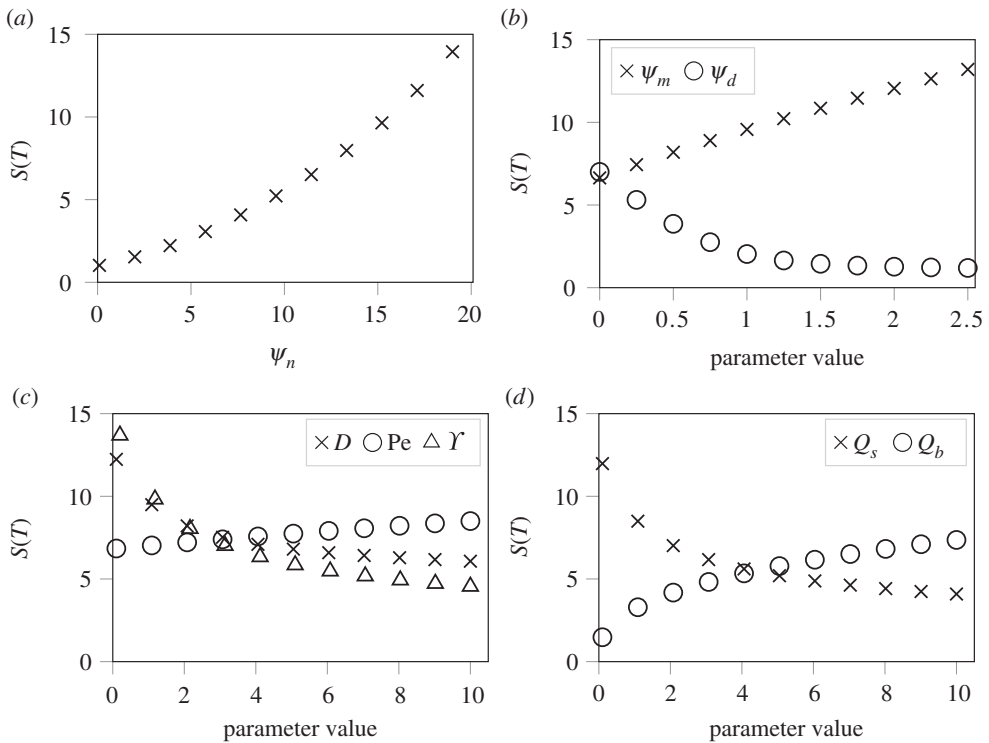 (a)
15
10
5
0
S(T)
0 5 10 15 20
ψn
(b)
15
10
5
0
S(T)
ψm ψd
0 0.5 1 1.5 2 2.5
parameter value
(c)
15
10
5
0
S(T)
D Pe ϒ
0 2 4 6 8 10
parameter value
(d)
15
10
5
0
S(T)
Qs Qb
0 2 4 6 8 10
parameter value